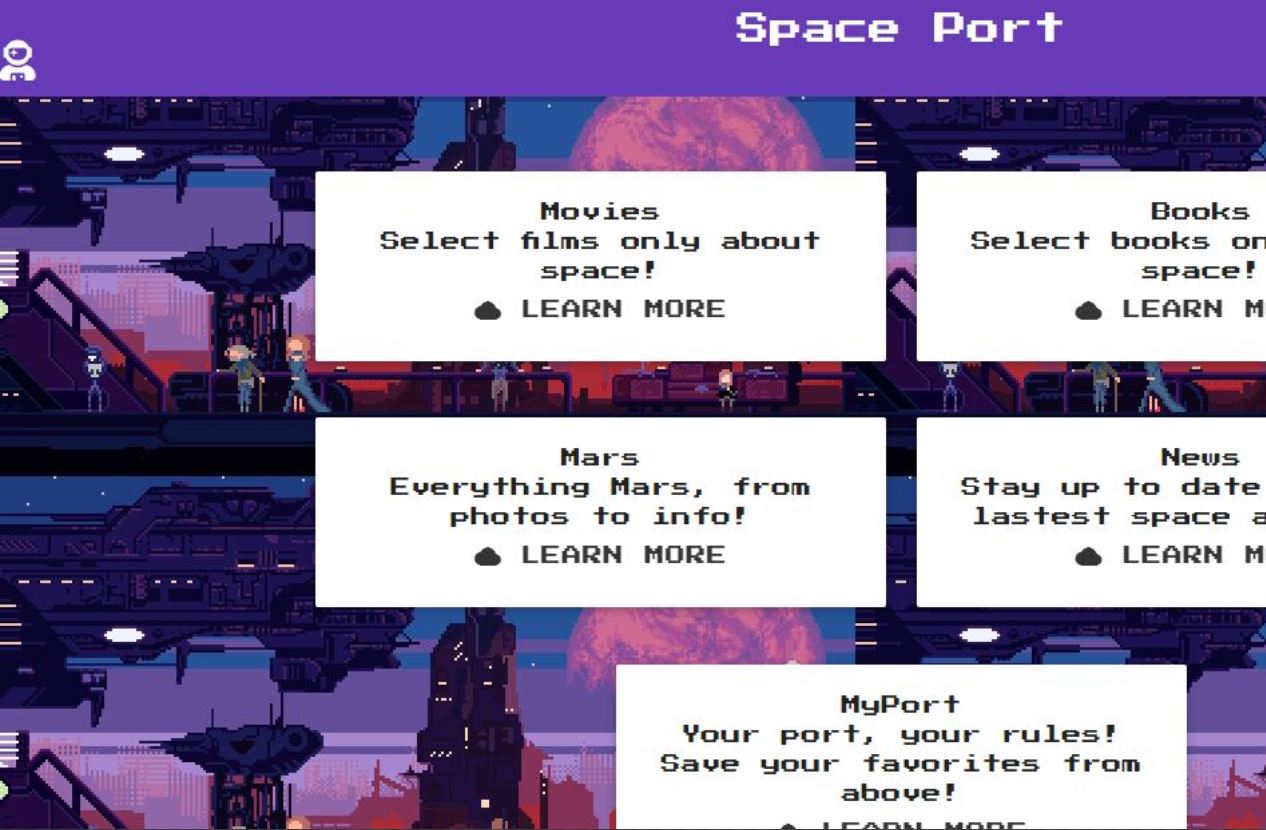 Space Port
Movies
Select films only about
space!
LEARN MORE
Books
Select books
space!
LEARN
Mars
Everything Mars, from
photos to info!
LEARN MORE
News
Stay up to date
lastest space
LEARN
MyPort
Your port, your rules!
Save your favorites from
above!
LEARN MORE